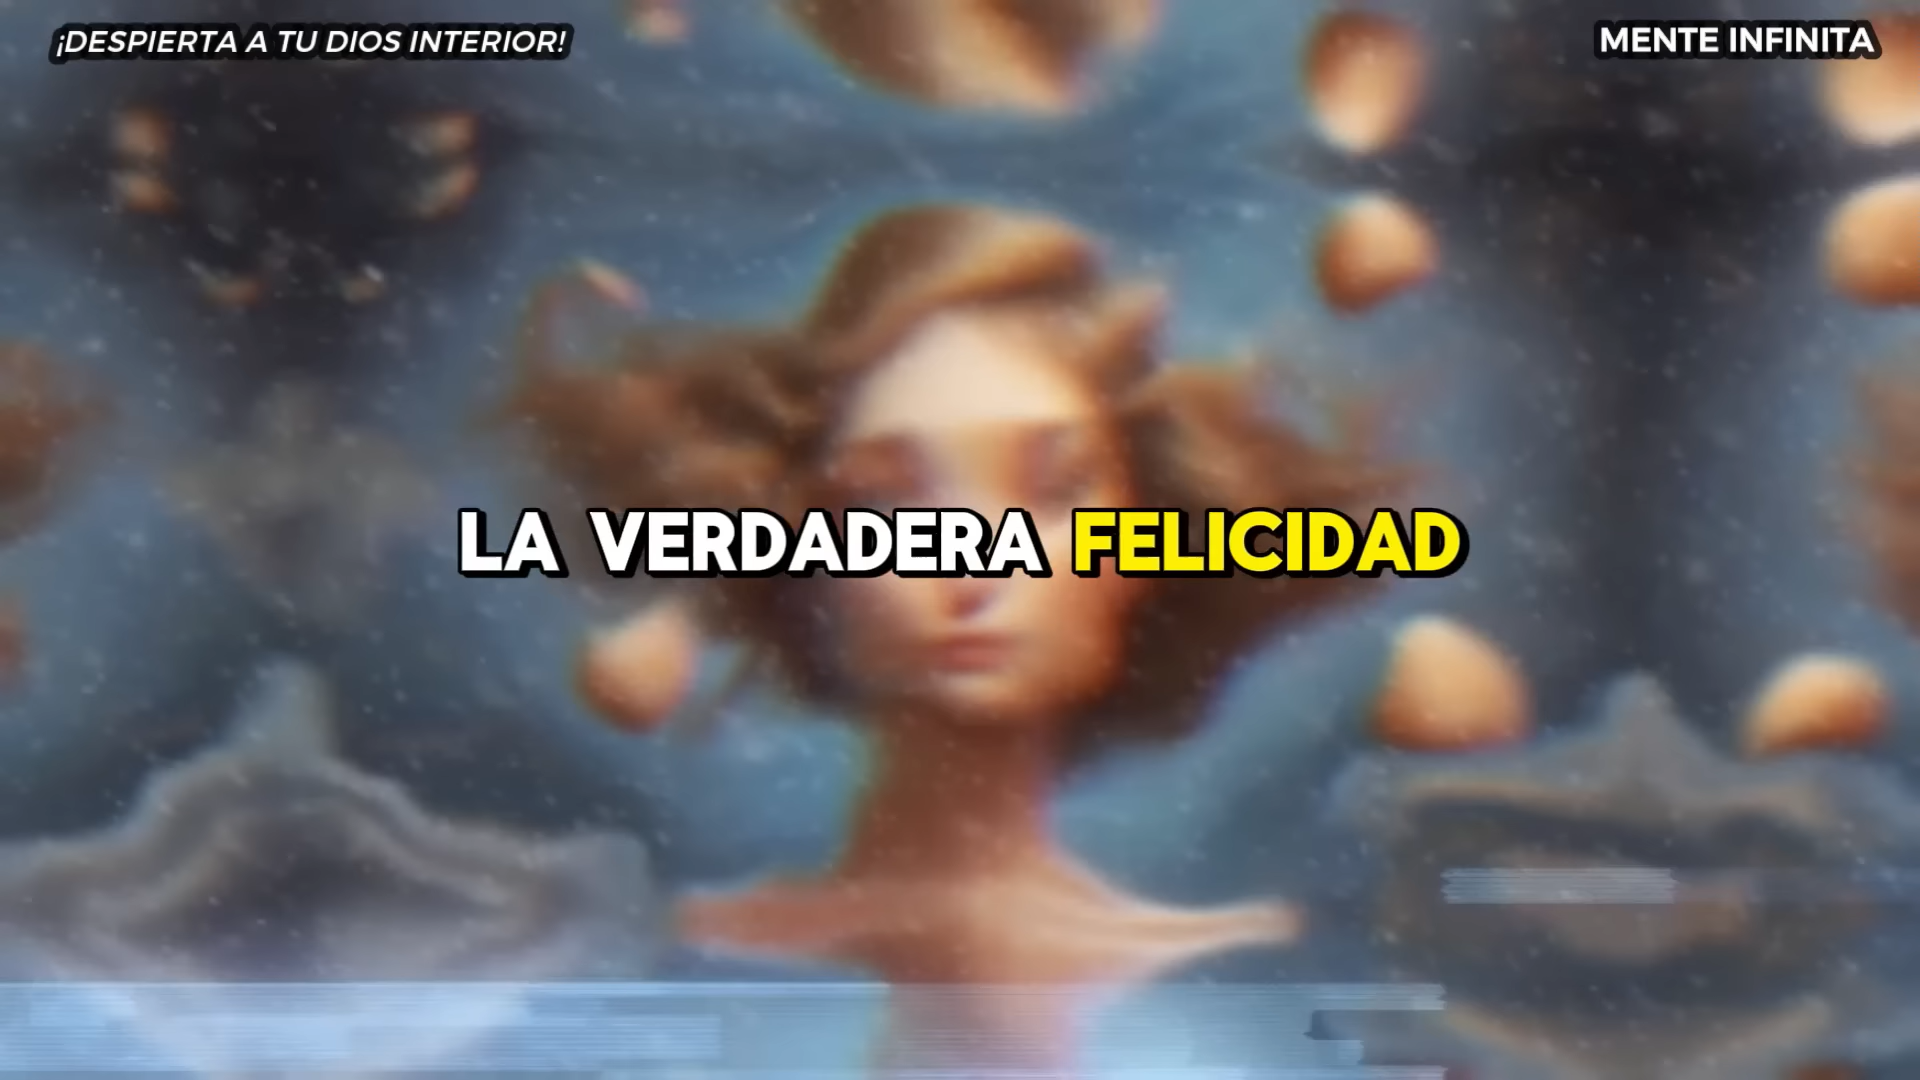 ¡DESPIERTA A TU DIOS INTERIOR!
MENTE INFINITA
LA VERDADERA FELICIDAD